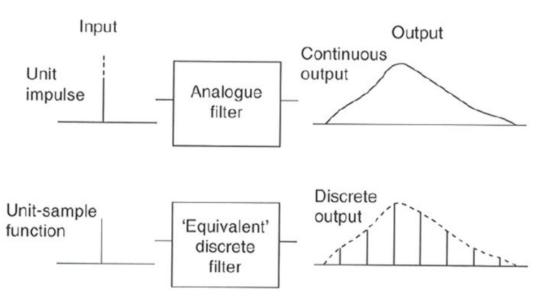 Input
Output
Unit
impulse
Analogue
filter
Continuous
output
Unit-sample
function
'Equivalent'
discrete
filter
Discrete
output